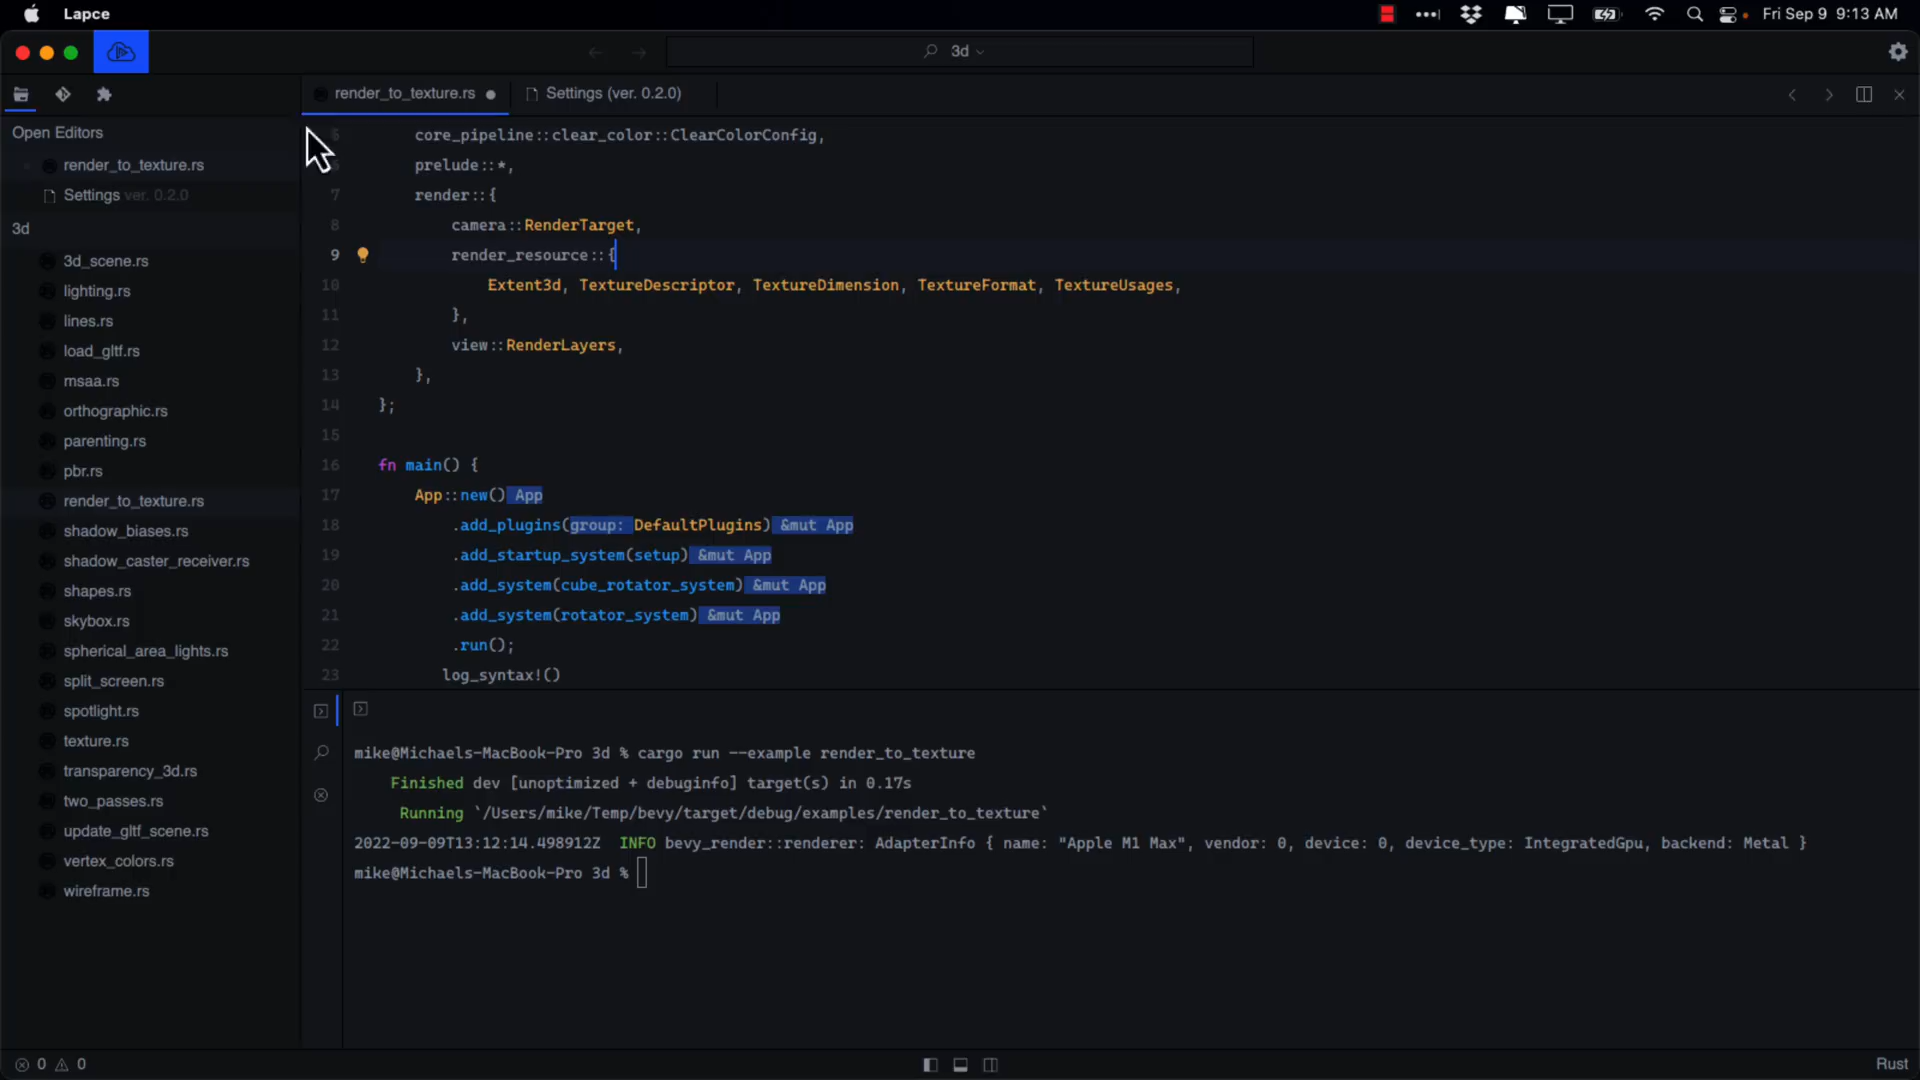 Lapce
Fri Sep 9 9:13 AM
3d
render_to_texture.rs
Settings (ver. 0.2.0)
Open Editors
render_to_texture.rs
Settings ver. 0.2.0
3d
3d_scene.rs
lighting.rs
lines.rs
load_gltf.rs
msaa.rs
orthographic.rs
parenting.rs
pbr.rs
render_to_texture.rs
shadow_biases.rs
shadow_caster_receiver.rs
shapes.rs
skybox.rs
spherical_area_lights.rs
split_screen.rs
spotlight.rs
texture.rs
transparency_3d.rs
two_passes.rs
update_gltf_scene.rs
vertex_colors.rs
wireframe.rs
5 core_pipeline::clear_color::ClearColorConfig,
prelude::*,
7 render::{
8 camera::RenderTarget,
9 render_resource::{
10 Extent3d, TextureDescriptor, TextureDimension, TextureFormat, TextureUsages,
11 },
12 view::RenderLayers,
13 },
14 };
15
16 fn main() {
17 App::new() App
18 .add_plugins(group: DefaultPlugins) &mut App
19 .add_startup_system(setup) &mut App
20 .add_system(cube_rotator_system) &mut App
21 .add_system(rotator_system) &mut App
22 .run();
23 log_syntax!()
mike@Michaels-MacBook-Pro 3d % cargo run --example render_to_texture
Finished dev [unoptimized + debuginfo] target(s) in 0.17s
Running `/Users/mike/Temp/bevy/target/debug/examples/render_to_texture`
2022-09-09T13:12:14.498912Z INFO bevy_render::renderer: AdapterInfo { name: "Apple M1 Max", vendor: 0, device: 0, device_type: IntegratedGpu, backend: Metal }
mike@Michaels-MacBook-Pro 3d %
0 0
Rust